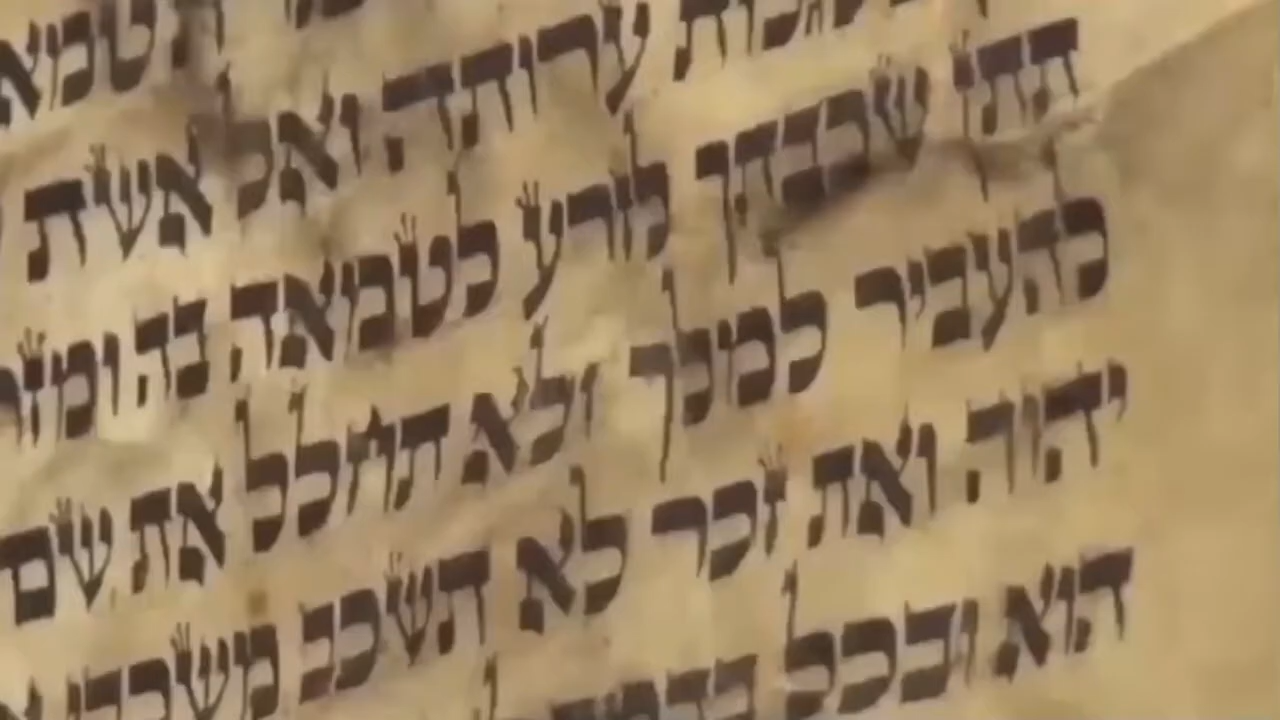 ערותה ואל אשת
תתן שכבתך לזרע לטמאה בה
להעביר למלך ולא תחלל את שם
יהוה ואת זכר לא תשכב משכבי
הוא ובכל